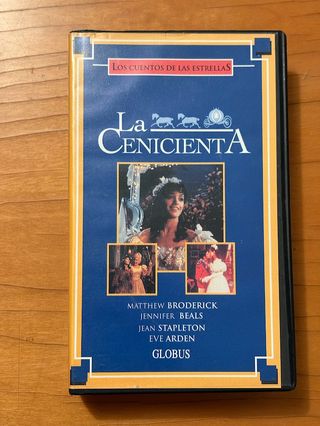 LOS CUENTOS DE LAS ESTRELLAS
LA
CENICIENTA
MATTHEW BRODERICK
JENNIFER BEALS
JEAN STAPLETON
EVE ARDEN
GLOBUS